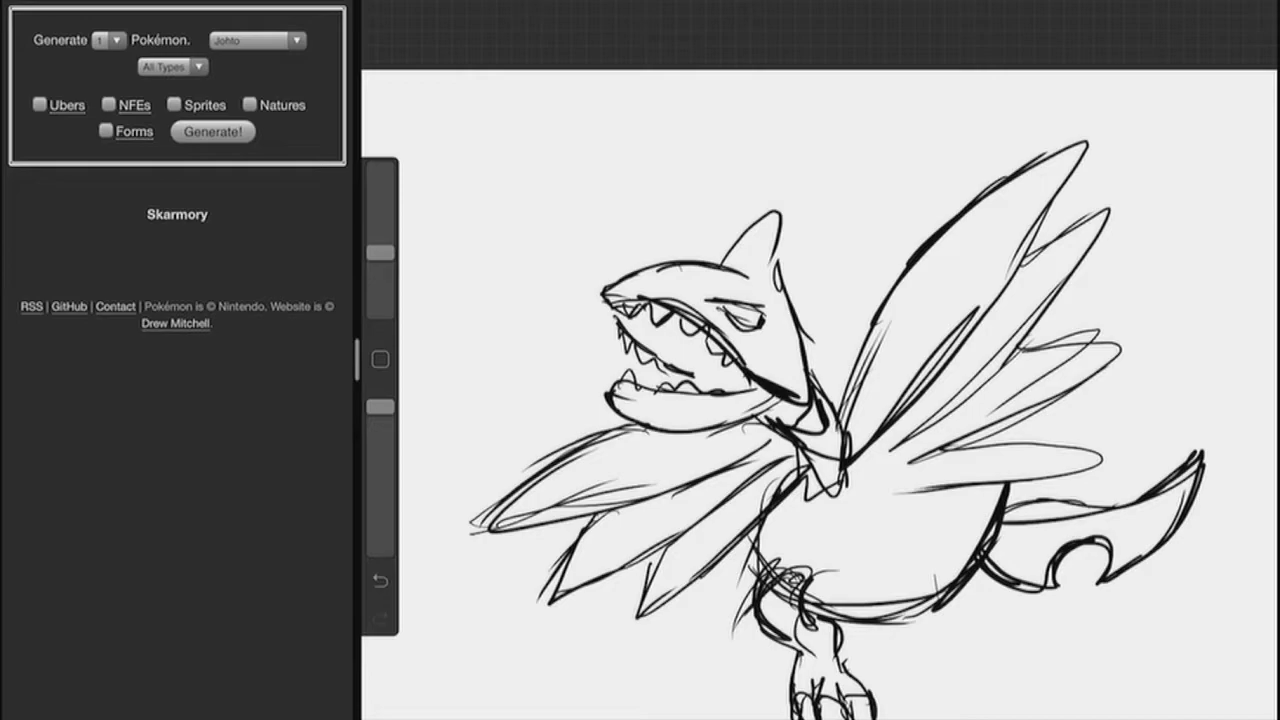 Generate 1 Pokémon. Johto
All Types
Ubers NFEs Sprites Natures
Forms Generate!
Skarmory
RSS | GitHub | Contact | Pokémon is © Nintendo. Website is ©
Drew Mitchell.